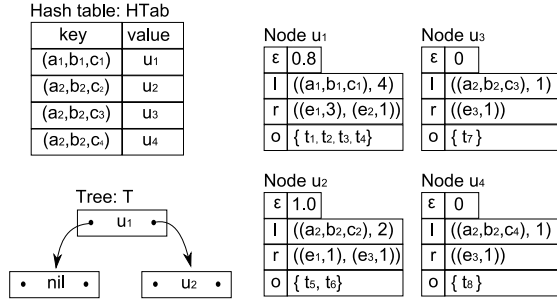 Hash table: HTab
key value
(a₁,b₁,c₁) u₁
(a₂,b₂,c₂) u₂
(a₂,b₂,c₃) u₃
(a₂,b₂,c₄) u₄
Tree: T
u₁
nil
u₂
Node u₁
ε 0.8
l ((a₁,b₁,c₁), 4)
r ((e₁,3), (e₂,1))
o { t₁, t₂, t₃, t₄}
Node u₃
ε 0
l ((a₂,b₂,c₃), 1)
r ((e₃,1))
o { t₇}
Node u₂
ε 1.0
l ((a₂,b₂,c₂), 2)
r ((e₁,1), (e₃,1))
o { t₅, t₆}
Node u₄
ε 0
l ((a₂,b₂,c₄), 1)
r ((e₃,1))
o { t₈}